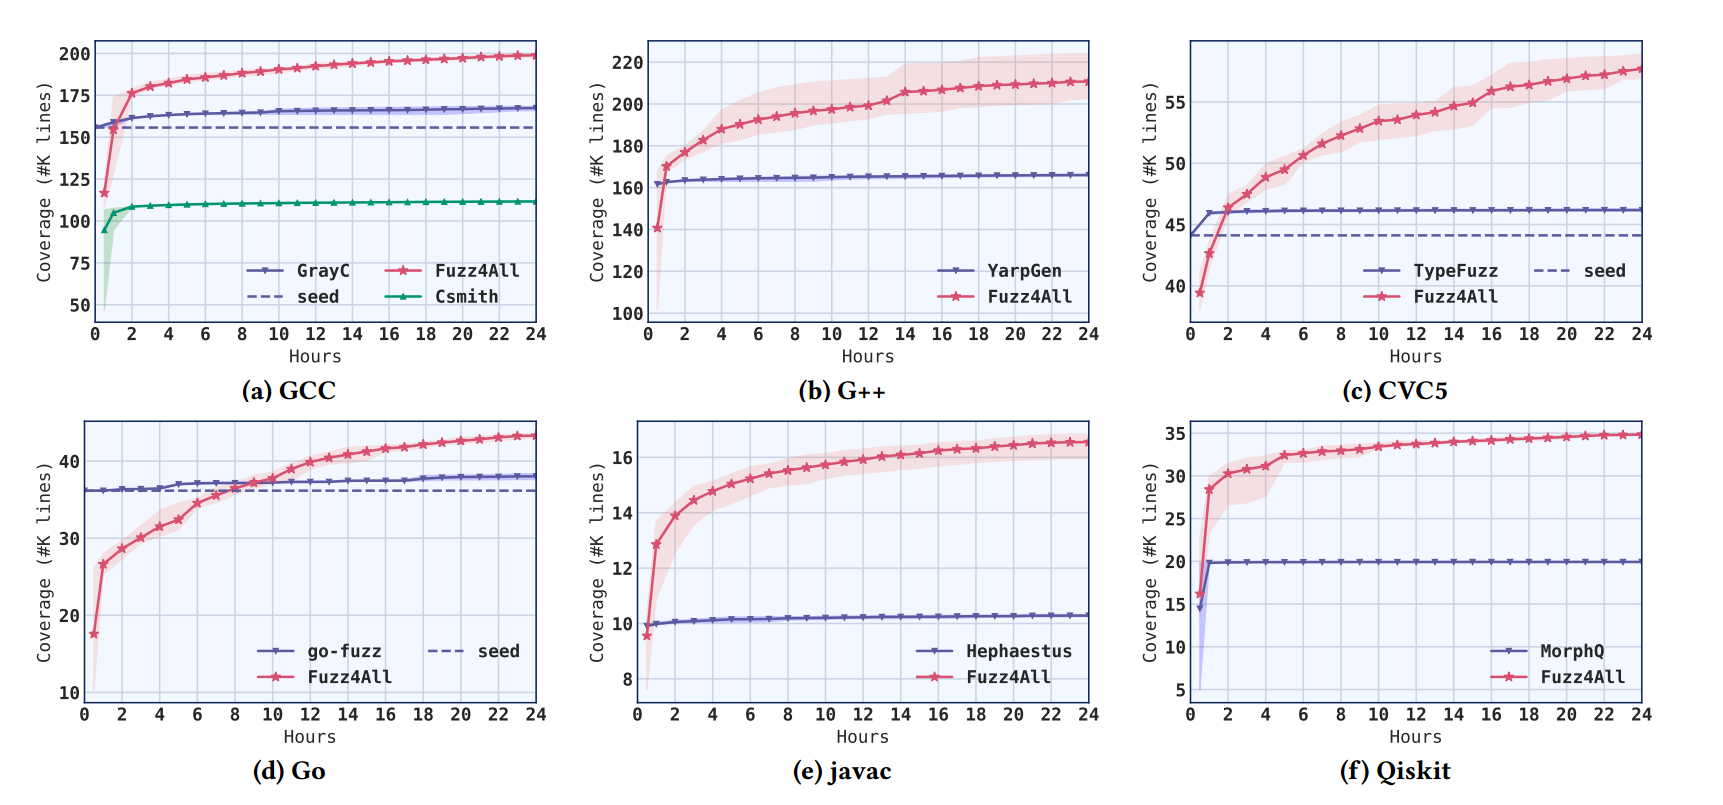 200
175
150
125
100
75
50
Coverage (#K lines)
GrayC
seed
Fuzz4All
Csmith
0 2 4 6 8 10 12 14 16 18 20 22 24
Hours
(a) GCC
220
200
180
160
140
120
100
Coverage (#K lines)
YarpGen
Fuzz4All
0 2 4 6 8 10 12 14 16 18 20 22 24
Hours
(b) G++
55
50
45
40
Coverage (#K lines)
TypeFuzz
Fuzz4All
seed
0 2 4 6 8 10 12 14 16 18 20 22 24
Hours
(c) CVC5
40
30
20
10
Coverage (#K lines)
go-fuzz
Fuzz4All
seed
0 2 4 6 8 10 12 14 16 18 20 22 24
Hours
(d) Go
16
14
12
10
8
Coverage (#K lines)
Hephaestus
Fuzz4All
0 2 4 6 8 10 12 14 16 18 20 22 24
Hours
(e) javac
35
30
25
20
15
10
5
Coverage (#K lines)
MorphQ
Fuzz4All
0 2 4 6 8 10 12 14 16 18 20 22 24
Hours
(f) Qiskit